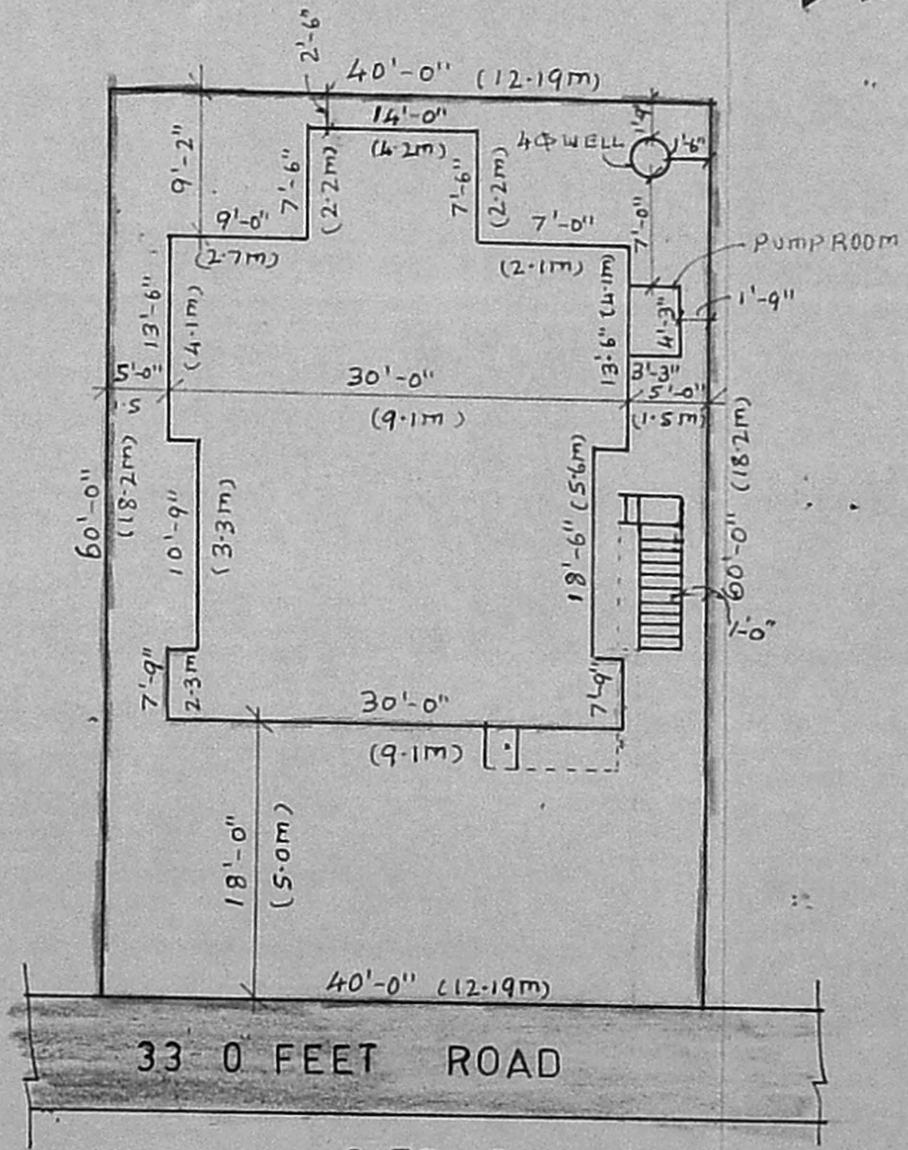 2'-6"
40'-0" (12.19m)
14'-0"
(4.2m)
1'9"
4Φ WELL
1'-6"
9'-2"
7'-6"
(2.2m)
7'-6"
(2.2m)
9'-0"
(2.7m)
7'-0"
(2.1m)
7'-0"
PUMP ROOM
13'-6"
(4.1m)
13'-6"
(4.1m)
4'-3"
1'-9"
3'-3"
5'-0"
30'-0"
(9.1m)
5'-0"
(1.5m)
60'-0"
(18.2m)
10'-9"
(3.3m)
18'-6" (5.6m)
60'-0" (18.2m)
1'-0"
7'-9"
2.3m
30'-0"
(9.1m)
7'-9"
18'-0"
(5.0m)
40'-0" (12.19m)
33 0 FEET ROAD